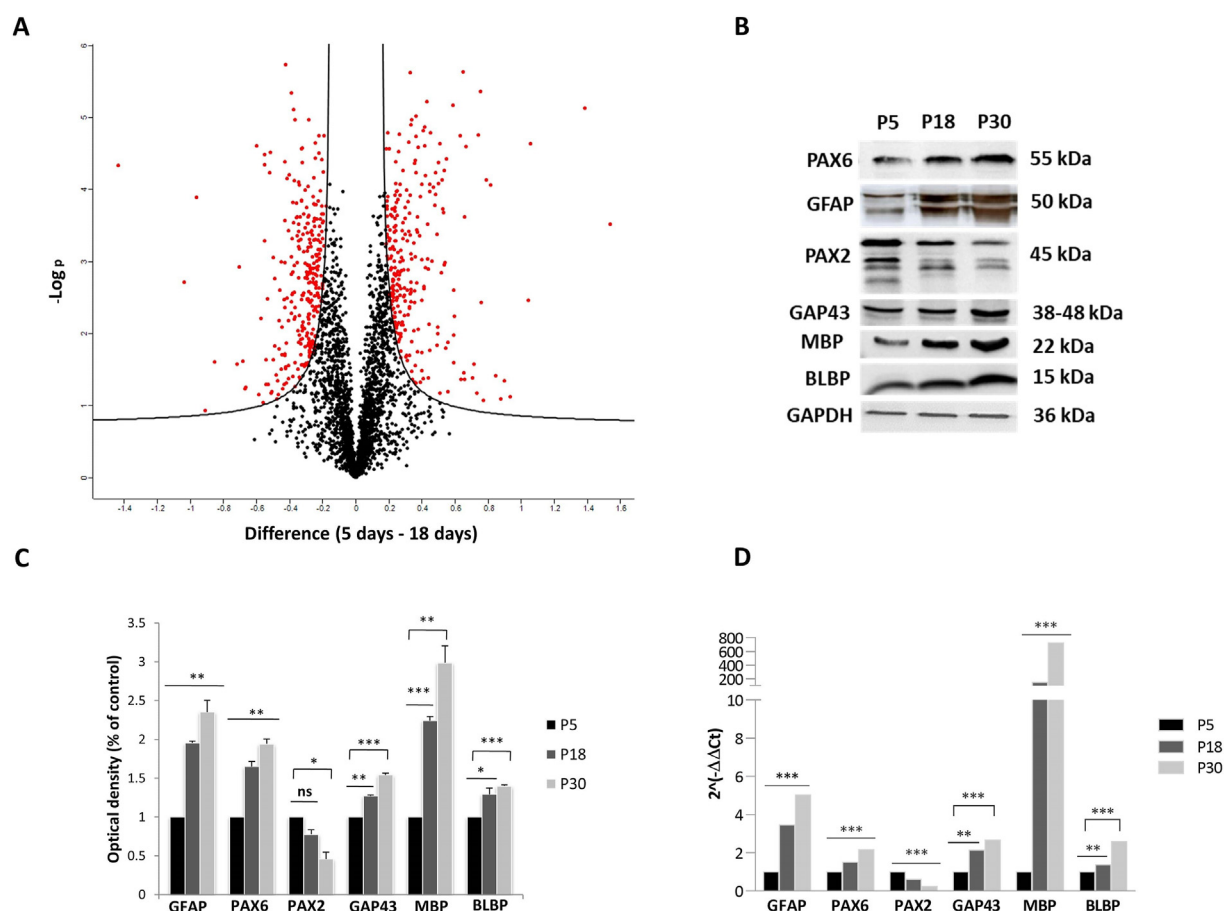 A
-Log p
6
5
4
3
2
1
0
-1.4 -1.2 -1 -0.8 -0.6 -0.4 -0.2 0 0.2 0.4 0.6 0.8 1 1.2 1.4 1.6
Difference (5 days - 18 days)
B
P5 P18 P30
PAX6 55 kDa
GFAP 50 kDa
PAX2 45 kDa
GAP43 38-48 kDa
MBP 22 kDa
BLBP 15 kDa
GAPDH 36 kDa
C
Optical density (% of control)
3.5
3
2.5
2
1.5
1
0.5
0
**
**
ns
*
**
***
***
**
*
***
GFAP PAX6 PAX2 GAP43 MBP BLBP
P5
P18
P30
D
2^(-ΔΔCt)
800
600
400
200
10
8
6
4
2
0
***
***
***
**
***
***
**
***
GFAP PAX6 PAX2 GAP43 MBP BLBP
P5
P18
P30